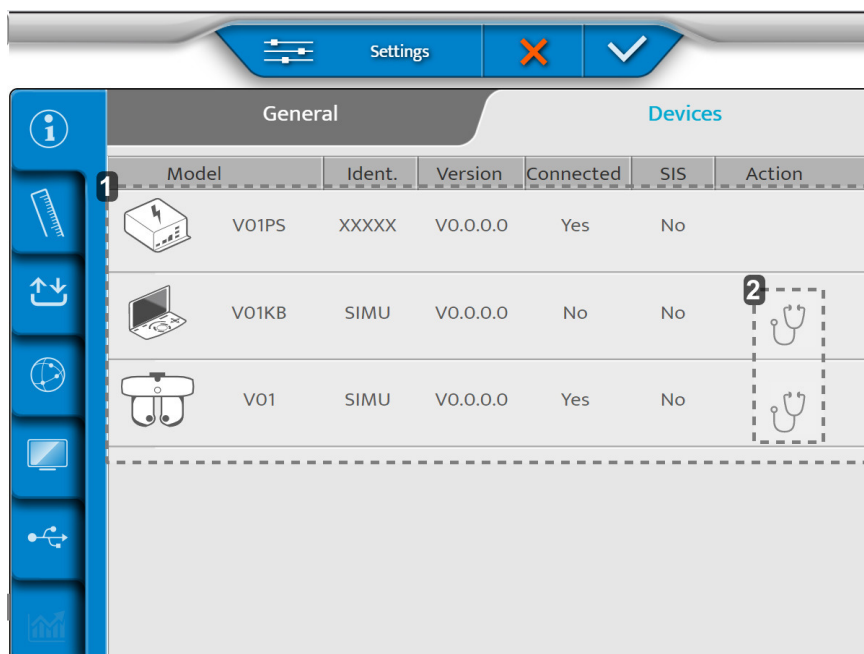 Settings
General Devices
Model Ident. Version Connected SIS Action
1
V01PS XXXXX V0.0.0.0 Yes No
2
V01KB SIMU V0.0.0.0 No No
V01 SIMU V0.0.0.0 Yes No